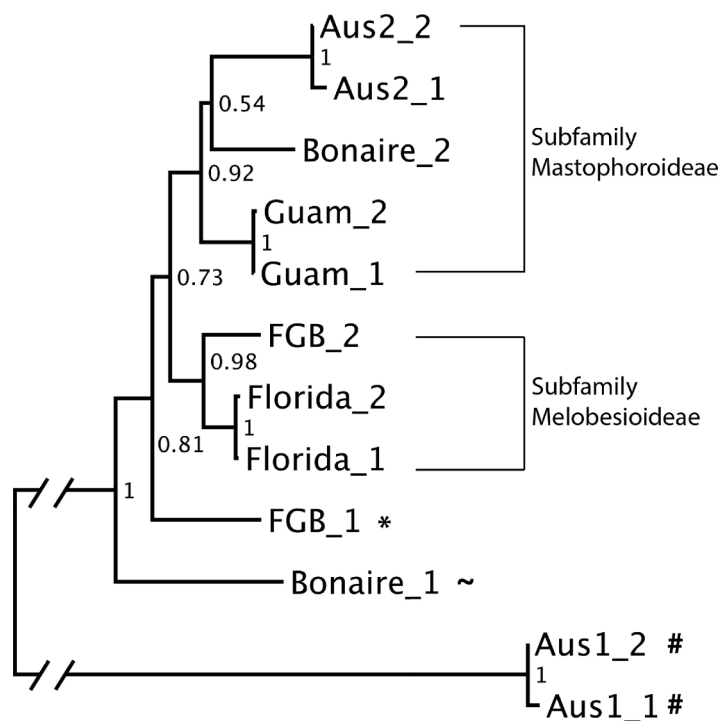 Aus2_2
1
Aus2_1
0.54
Subfamily
Mastophoroideae
Bonaire_2
0.92
Guam_2
1
Guam_1
0.73
FGB_2
0.98
Subfamily
Melobesioideae
Florida_2
1
0.81
Florida_1
1
FGB_1 *
Bonaire_1 ~
Aus1_2 #
1
Aus1_1 #